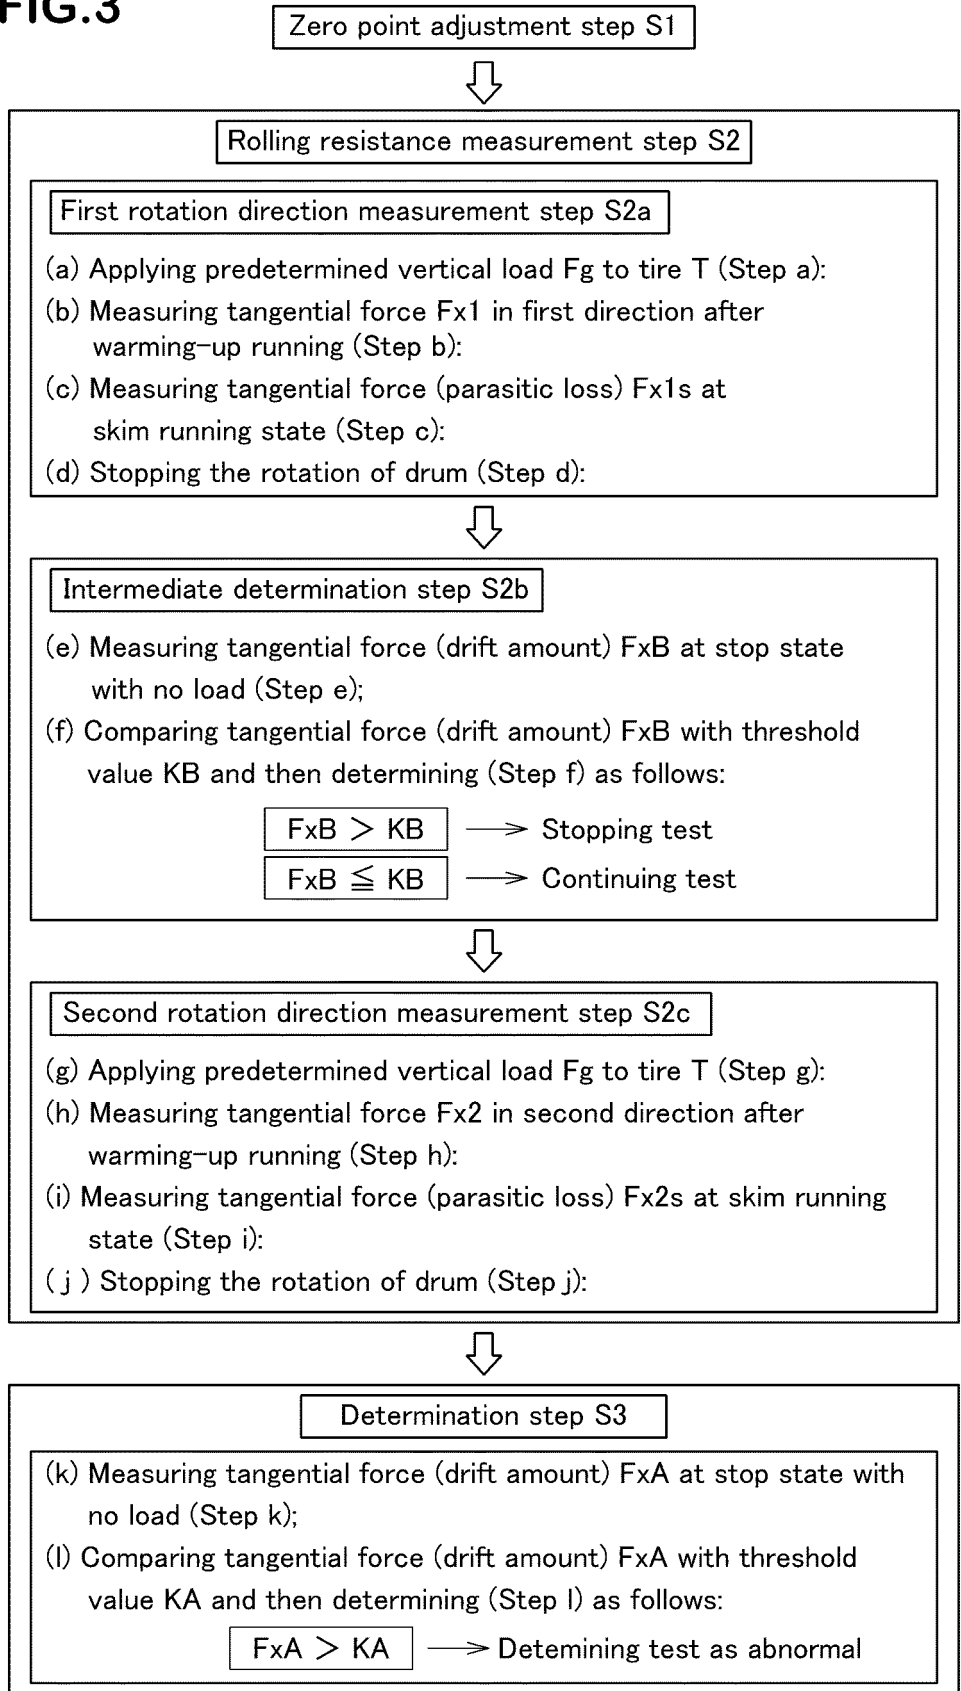 FIG.3
Zero point adjustment step S1
Rolling resistance measurement step S2
First rotation direction measurement step S2a
(a) Applying predetermined vertical load Fg to tire T (Step a):
(b) Measuring tangential force Fx1 in first direction after
warming-up running (Step b):
(c) Measuring tangential force (parasitic loss) Fx1s at
skim running state (Step c):
(d) Stopping the rotation of drum (Step d):
Intermediate determination step S2b
(e) Measuring tangential force (drift amount) FxB at stop state
with no load (Step e);
(f) Comparing tangential force (drift amount) FxB with threshold
value KB and then determining (Step f) as follows:
FxB > KB ⟶ Stopping test
FxB ≦ KB ⟶ Continuing test
Second rotation direction measurement step S2c
(g) Applying predetermined vertical load Fg to tire T (Step g):
(h) Measuring tangential force Fx2 in second direction after
warming-up running (Step h):
(i) Measuring tangential force (parasitic loss) Fx2s at skim running
state (Step i):
( j ) Stopping the rotation of drum (Step j):
Determination step S3
(k) Measuring tangential force (drift amount) FxA at stop state with
no load (Step k);
(l) Comparing tangential force (drift amount) FxA with threshold
value KA and then determining (Step l) as follows:
FxA > KA ⟶ Detemining test as abnormal